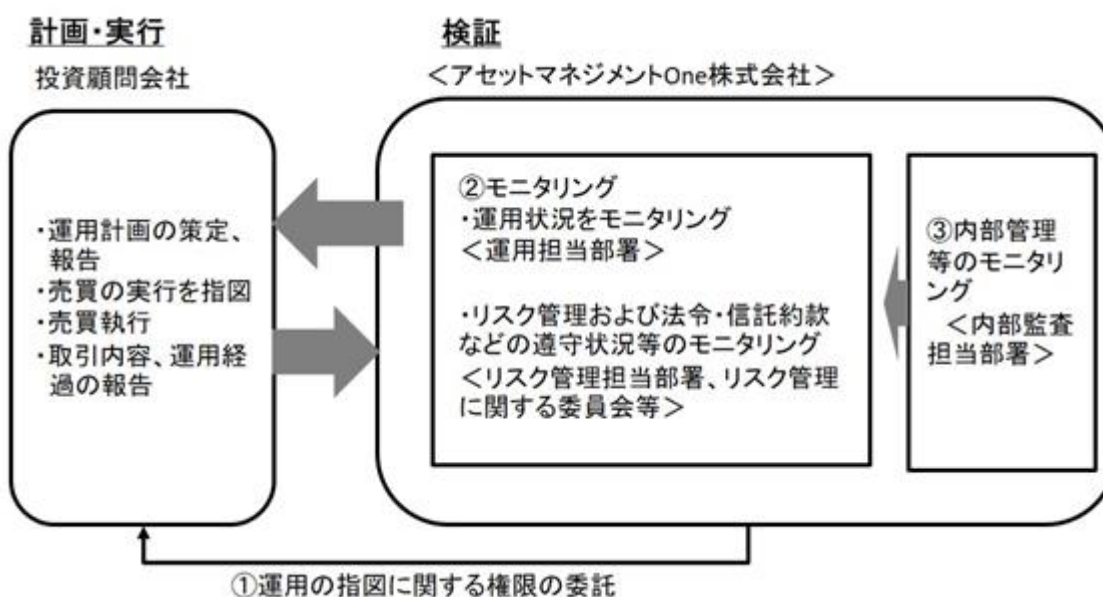 計画・実行
投資顧問会社
・運用計画の策定、
報告
・売買の実行を指図
・売買執行
・取引内容、運用経
過の報告
検証
＜アセットマネジメントOne株式会社＞
②モニタリング
・運用状況をモニタリング
＜運用担当部署＞
・リスク管理および法令・信託約款
などの遵守状況等のモニタリング
＜リスク管理担当部署、リスク管理
に関する委員会等＞
③内部管理
等のモニタリ
ング
＜内部監査
担当部署＞
①運用の指図に関する権限の委託